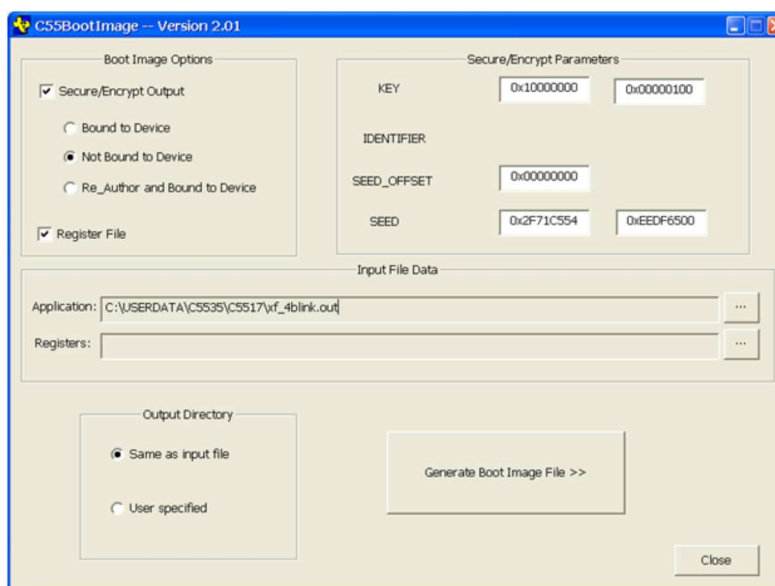 C55BootImage -- Version 2.01
Boot Image Options
Secure/Encrypt Output
Bound to Device
Not Bound to Device
Re_Author and Bound to Device
Register File
Secure/Encrypt Parameters
KEY 0x10000000 0x00000100
IDENTIFIER
SEED_OFFSET 0x00000000
SEED 0x2F71C554 0xEEDF6500
Input File Data
Application: C:\USERDATA\C5535\C5517\xf_4blink.out ...
Registers: ...
Output Directory
Same as input file
User specified
Generate Boot Image File >>
Close